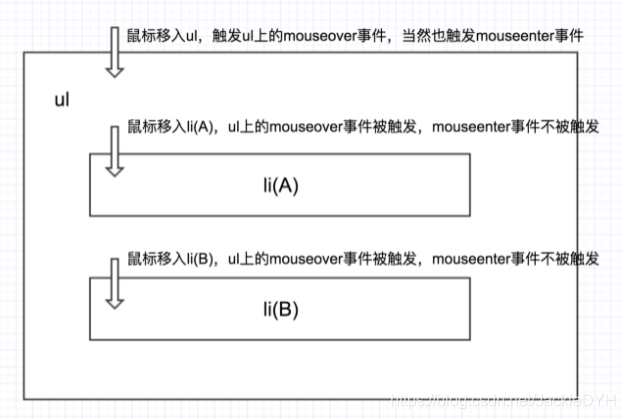 鼠标移入ul，触发ul上的mouseover事件，当然也触发mouseenter事件
ul
鼠标移入li(A)，ul上的mouseover事件被触发，mouseenter事件不被触发
li(A)
鼠标移入li(B)，ul上的mouseover事件被触发，mouseenter事件不被触发
li(B)
https://blog.csdn.net/JackieDYH